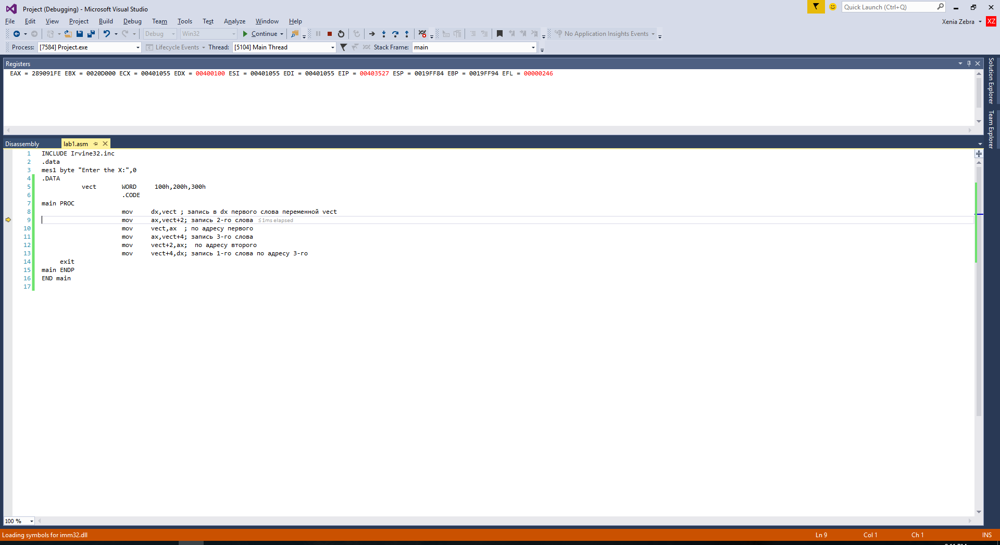 Project (Debugging) - Microsoft Visual Studio
Quick Launch (Ctrl+Q)
File Edit View Project Build Debug Team Tools Test Analyze Window Help
Xenia Zebra XZ
Debug Win32 Continue No Application Insights Events
Process: [7584] Project.exe Lifecycle Events Thread: [5104] Main Thread Stack Frame: main
Registers
EAX = 289091FE EBX = 0020D000 ECX = 00401055 EDX = 00400100 ESI = 00401055 EDI = 00401055 EIP = 00403527 ESP = 0019FF84 EBP = 0019FF94 EFL = 00000246
Solution Explorer
Team Explorer
Disassembly lab1.asm
1 INCLUDE Irvine32.inc
2 .data
3 mes1 byte "Enter the X:",0
4 .DATA
5 vect WORD 100h,200h,300h
6 .CODE
7 main PROC
8 mov dx,vect ; запись в dx первого слова переменной vect
9 mov ax,vect+2; запись 2-го слова ≤1ms elapsed
10 mov vect,ax ; по адресу первого
11 mov ax,vect+4; запись 3-го слова
12 mov vect+2,ax; по адресу второго
13 mov vect+4,dx; запись 1-го слова по адресу 3-го
14 exit
15 main ENDP
16 END main
17
100 %
Loading symbols for imm32.dll Ln 9 Col 1 Ch 1 INS